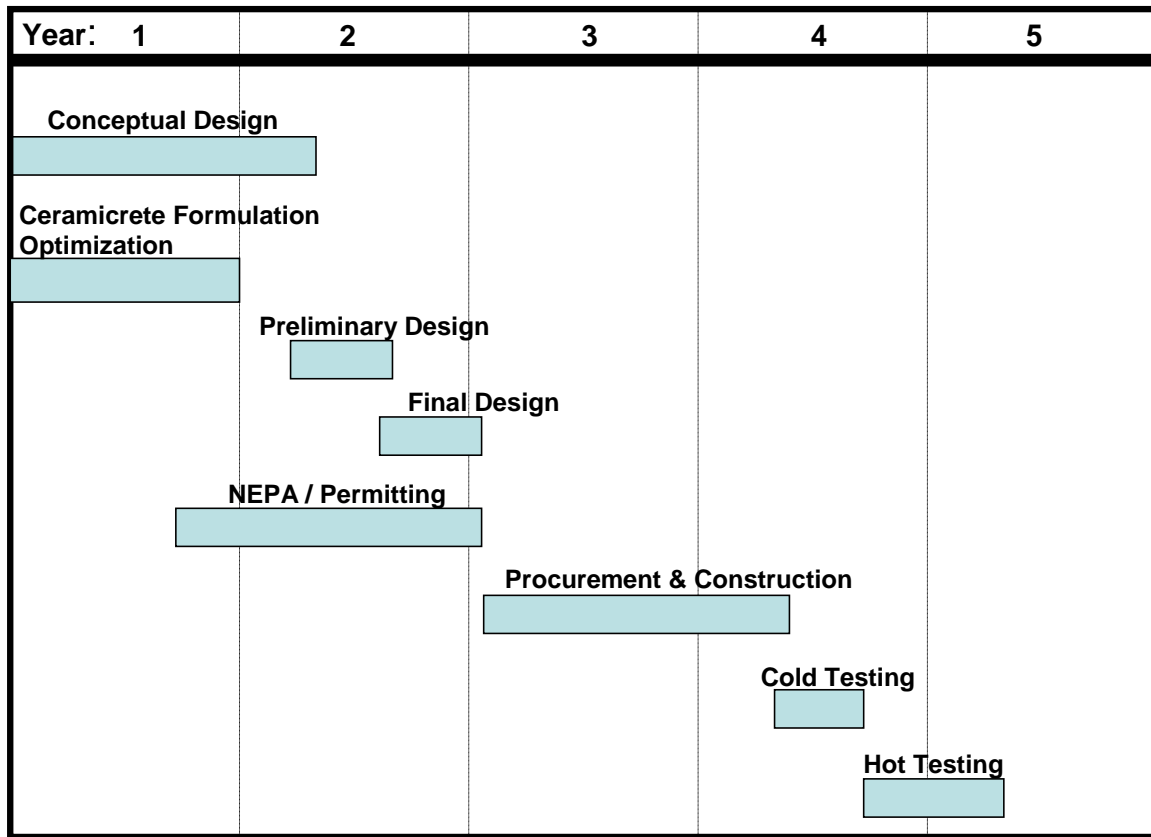 Year: 1 2 3 4 5
Conceptual Design
Ceramicrete Formulation
Optimization
Preliminary Design
Final Design
NEPA / Permitting
Procurement & Construction
Cold Testing
Hot Testing